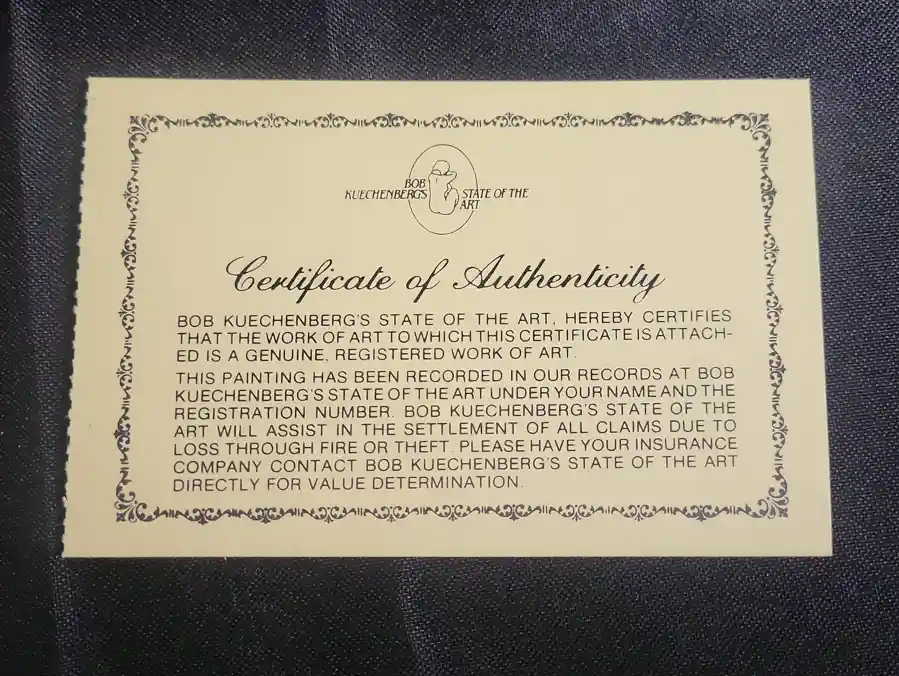 BOB
KUECHENBERG'S STATE OF THE
ART
Certificate of Authenticity
BOB KUECHENBERG'S STATE OF THE ART, HEREBY CERTIFIES
THAT THE WORK OF ART TO WHICH THIS CERTIFICATE IS ATTACH-
ED IS A GENUINE, REGISTERED WORK OF ART.
THIS PAINTING HAS BEEN RECORDED IN OUR RECORDS AT BOB
KUECHENBERG'S STATE OF THE ART UNDER YOUR NAME AND THE
REGISTRATION NUMBER. BOB KUECHENBERG'S STATE OF THE
ART WILL ASSIST IN THE SETTLEMENT OF ALL CLAIMS DUE TO
LOSS THROUGH FIRE OR THEFT. PLEASE HAVE YOUR INSURANCE
COMPANY CONTACT BOB KUECHENBERG'S STATE OF THE ART
DIRECTLY FOR VALUE DETERMINATION.